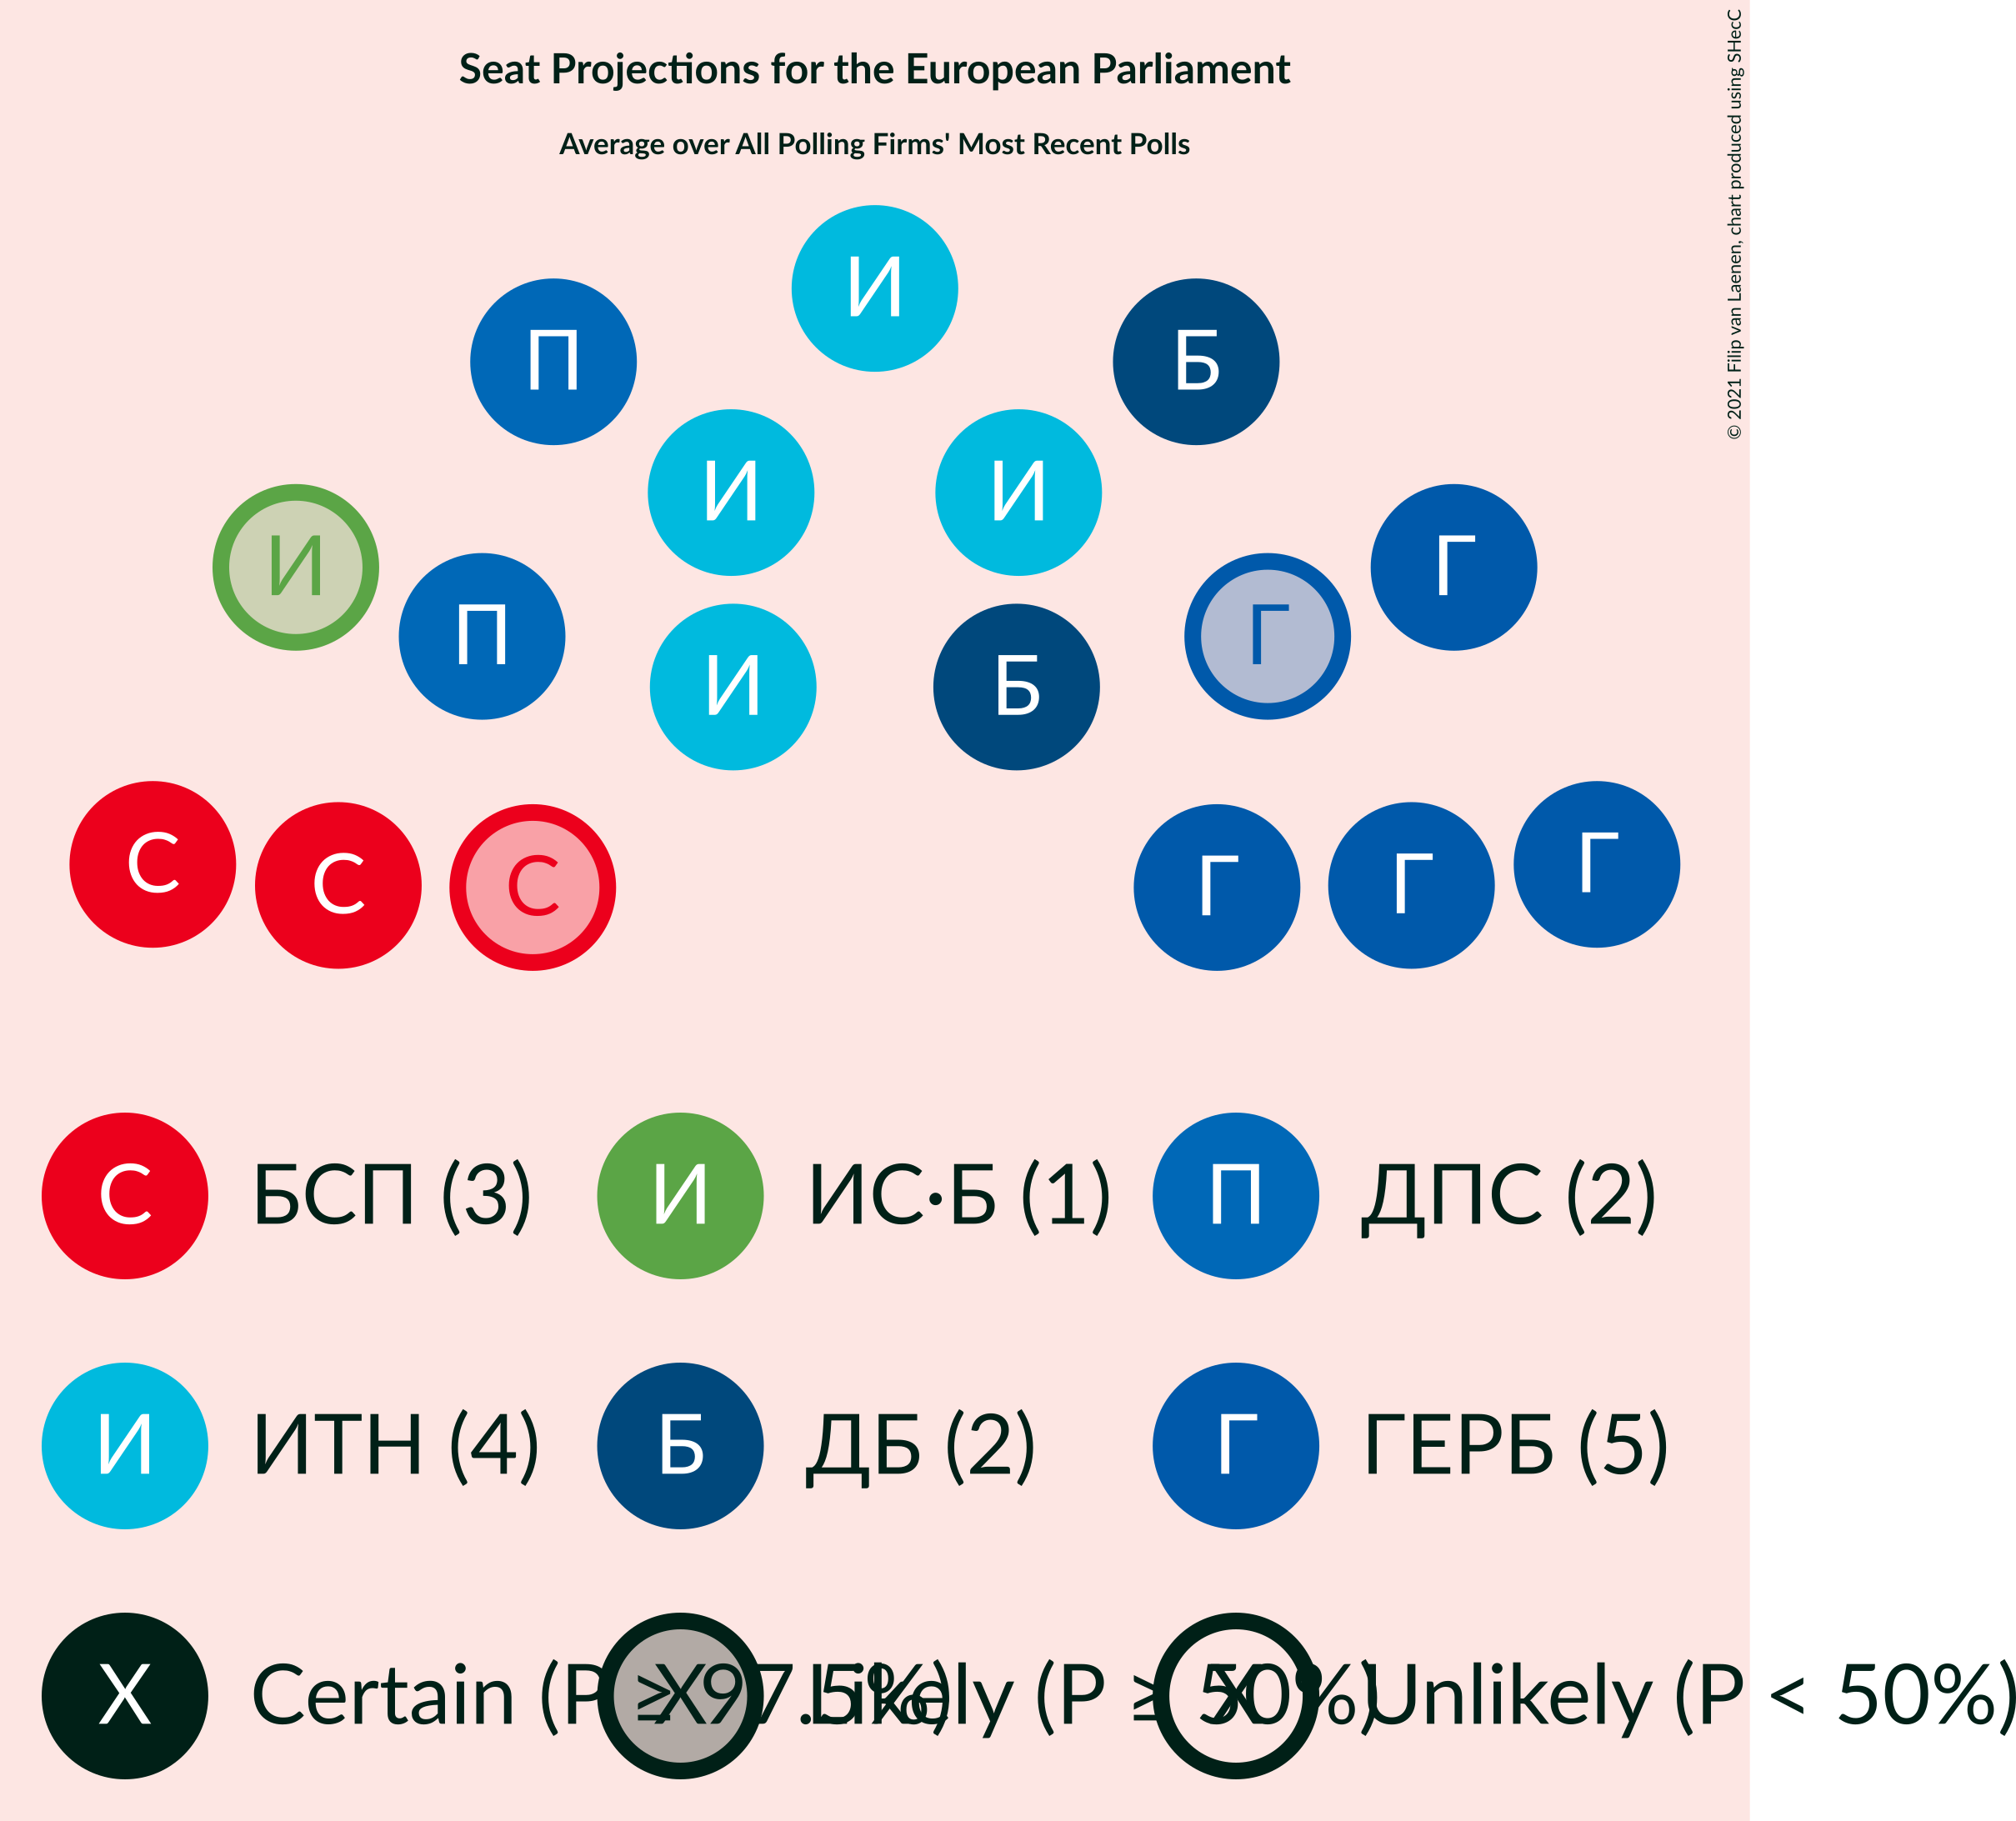 Seat Projections for the European Parliament
Average over All Polling Firms' Most Recent Polls
© 2021 Filip van Laenen, chart produced using SHecC
И
П
Б
И
И
И
Г
П
Г
И
Б
С
С
С
Г
Г
Г
С БСП (3) И ИС•Б (1) П ДПС (2)
И ИТН (4) Б ДБ (2) Г ГЕРБ (5)
X Certain (P ≥ 97.5%) X Likely (P ≥ 50%) X Unlikely (P < 50%)